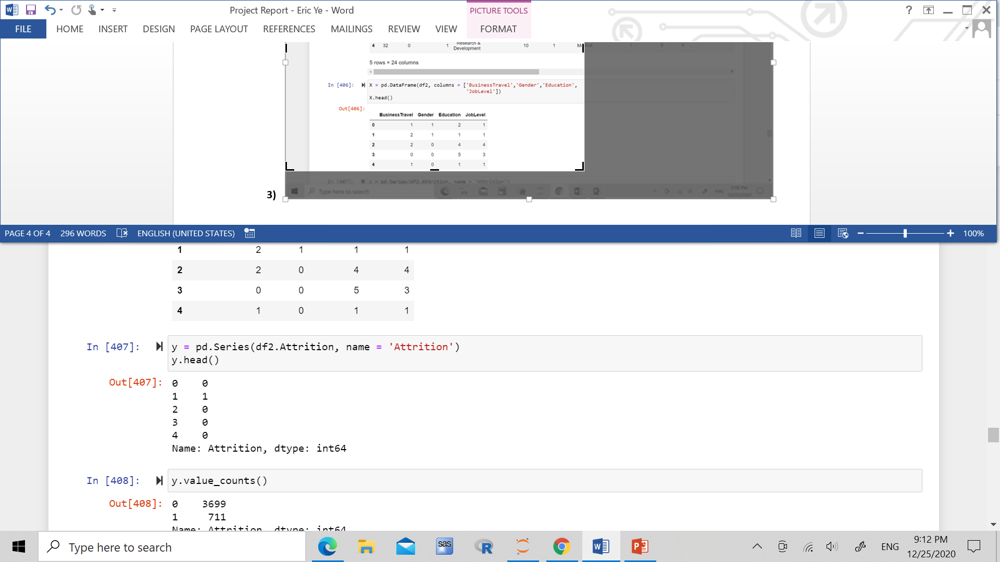 Project Report - Eric Ye - Word
PICTURE TOOLS
?
FILE
HOME
INSERT
DESIGN
PAGE LAYOUT
REFERENCES
MAILINGS
REVIEW
VIEW
FORMAT
4 32 0 1 Research & 10 1
Development
5 rows × 24 columns
In [406]: X = pd.DataFrame(df2, columns = ['BusinessTravel','Gender','Education',
'JobLevel'])
X.head()
Out[406]:
BusinessTravel Gender Education JobLevel
0 1 1 2 1
1 2 1 1 1
2 2 0 4 4
3 0 0 5 3
4 1 0 1 1
In [407]: y = pd.Series(df2.Attrition, name = 'Attrition')
Type here to search
9:08 PM
ENG
12/25/2020
3)
PAGE 4 OF 4
296 WORDS
ENGLISH (UNITED STATES)
100%
1 2 1 1 1
2 2 0 4 4
3 0 0 5 3
4 1 0 1 1
In [407]: y = pd.Series(df2.Attrition, name = 'Attrition')
y.head()
Out[407]: 0 0
1 1
2 0
3 0
4 0
Name: Attrition, dtype: int64
In [408]: y.value_counts()
Out[408]: 0 3699
1 711
Name: Attrition, dtype: int64
Type here to search
sas
ENG
9:12 PM
12/25/2020